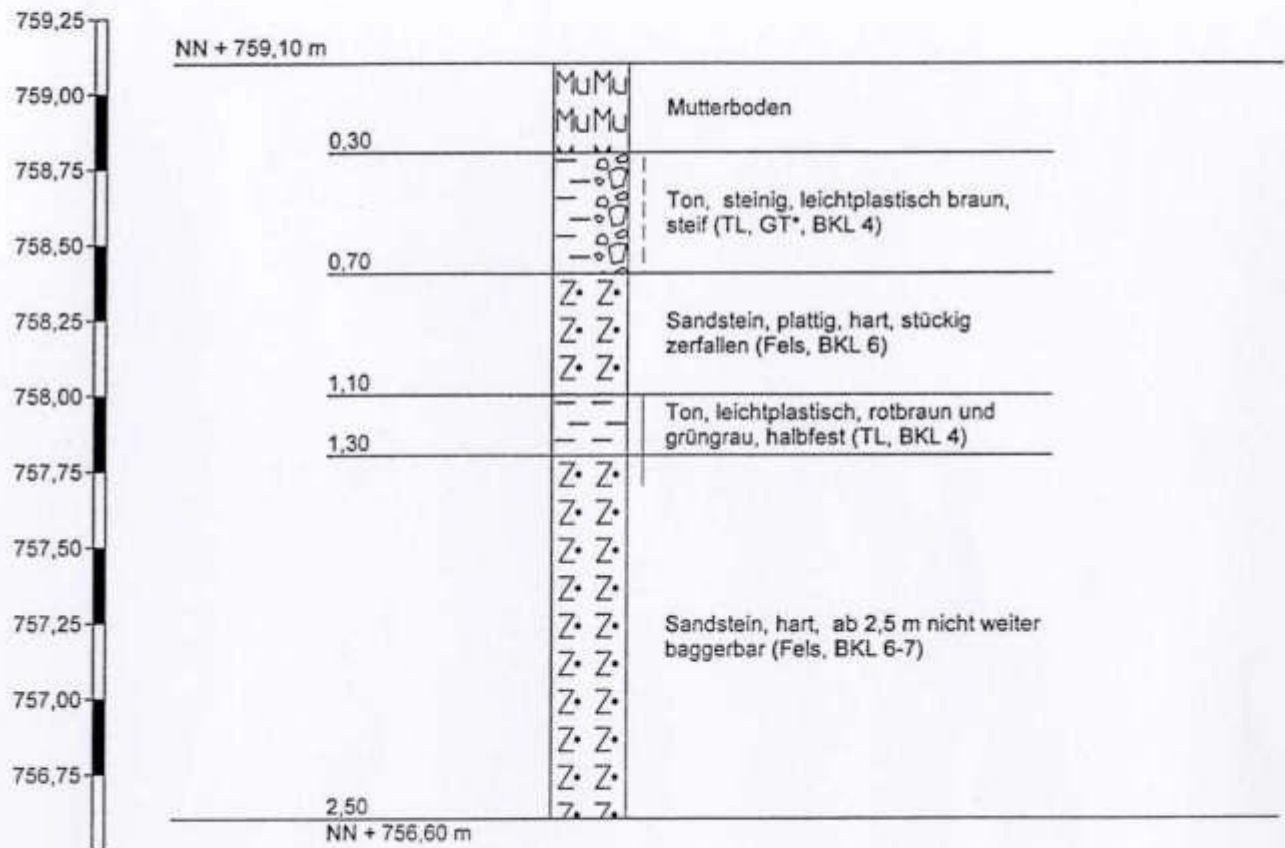 759,25
NN + 759,10 m
759,00
MuMu
Mutterboden
MuMu
0,30
758,75
Ton, steinig, leichtplastisch braun,
steif (TL, GT*, BKL 4)
758,50
0,70
Z• Z•
758,25
Sandstein, plattig, hart, stückig
Z• Z•
zerfallen (Fels, BKL 6)
Z• Z•
1,10
758,00
Ton, leichtplastisch, rotbraun und
grüngrau, halbfest (TL, BKL 4)
1,30
757,75
Z• Z•
Z• Z•
757,50
Z• Z•
Z• Z•
757,25
Z• Z•
Sandstein, hart, ab 2,5 m nicht weiter
baggerbar (Fels, BKL 6-7)
Z• Z•
757,00
Z• Z•
Z• Z•
756,75
Z• Z•
2,50
Z• Z•
NN + 756,60 m